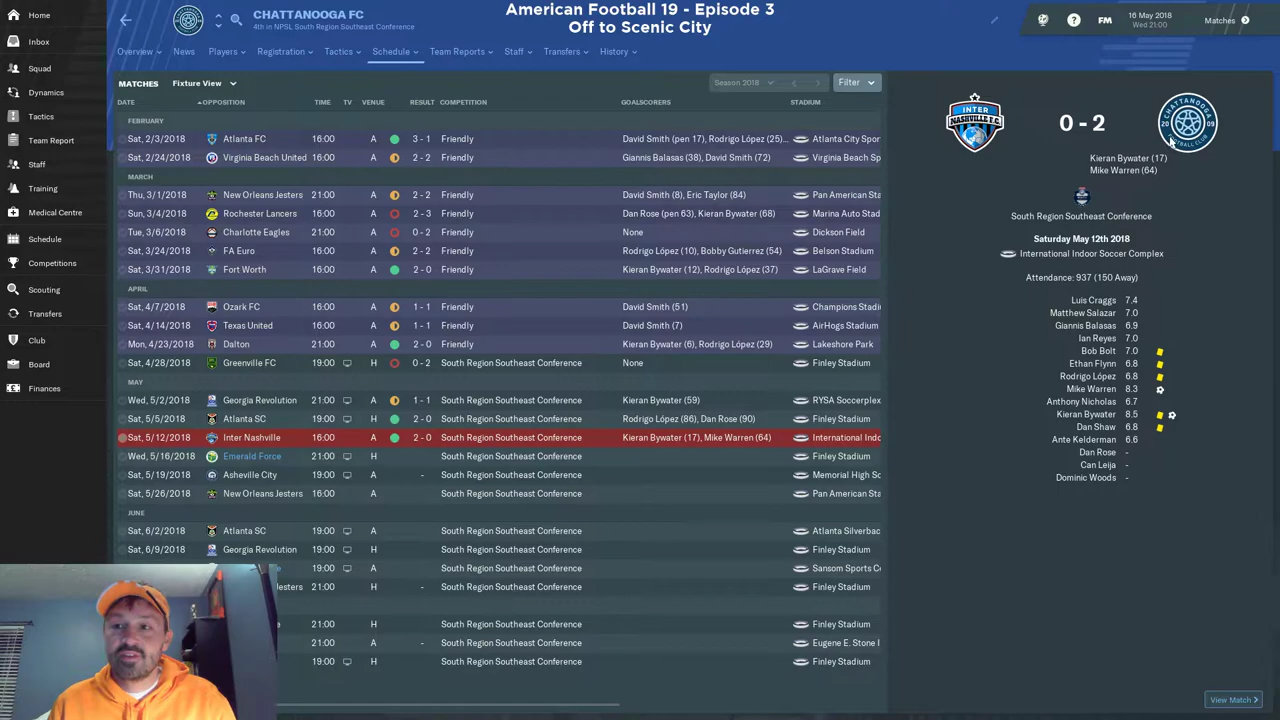 American Football 19 - Episode 3
Off to Scenic City
CHATTANOOGA FC
4th in NPSL South Region Southeast Conference
FM
16 May 2018
Wed 21:00
Matches
Home
Inbox
Squad
Dynamics
Tactics
Team Report
Staff
Training
Medical Centre
Schedule
Competitions
Scouting
Transfers
Club
Board
Finances
Overview News Players Registration Tactics Schedule Team Reports Staff Transfers History
MATCHES Fixture View Season 2018 Filter
DATE OPPOSITION TIME TV VENUE RESULT COMPETITION GOALSCORERS STADIUM
FEBRUARY
Sat, 2/3/2018 Atlanta FC 16:00 A 3 - 1 Friendly David Smith (pen 17), Rodrigo López (25)... Atlanta City Spor
Sat, 2/24/2018 Virginia Beach United 16:00 A 2 - 2 Friendly Giannis Balasas (38), David Smith (72) Virginia Beach Sp
MARCH
Thu, 3/1/2018 New Orleans Jesters 21:00 A 2 - 2 Friendly David Smith (8), Eric Taylor (84) Pan American Sta
Sun, 3/4/2018 Rochester Lancers 16:00 A 2 - 3 Friendly Dan Rose (pen 63), Kieran Bywater (68) Marina Auto Stad
Tue, 3/6/2018 Charlotte Eagles 21:00 A 0 - 2 Friendly None Dickson Field
Sat, 3/24/2018 FA Euro 16:00 A 2 - 2 Friendly Rodrigo López (10), Bobby Gutierrez (54) Belson Stadium
Sat, 3/31/2018 Fort Worth 16:00 A 2 - 0 Friendly Kieran Bywater (12), Rodrigo López (37) LaGrave Field
APRIL
Sat, 4/7/2018 Ozark FC 16:00 A 1 - 1 Friendly David Smith (51) Champions Stadi
Sat, 4/14/2018 Texas United 16:00 A 1 - 1 Friendly David Smith (7) AirHogs Stadium
Mon, 4/23/2018 Dalton 21:00 A 2 - 0 Friendly Kieran Bywater (6), Rodrigo López (29) Lakeshore Park
Sat, 4/28/2018 Greenville FC 19:00 H 0 - 2 South Region Southeast Conference None Finley Stadium
MAY
Wed, 5/2/2018 Georgia Revolution 21:00 A 1 - 1 South Region Southeast Conference Kieran Bywater (59) RYSA Soccerplex
Sat, 5/5/2018 Atlanta SC 19:00 H 2 - 0 South Region Southeast Conference Rodrigo López (86), Dan Rose (90) Finley Stadium
Sat, 5/12/2018 Inter Nashville 16:00 A 2 - 0 South Region Southeast Conference Kieran Bywater (17), Mike Warren (64) International Indo
Wed, 5/16/2018 Emerald Force 21:00 H South Region Southeast Conference Finley Stadium
Sat, 5/19/2018 Asheville City 19:00 A - South Region Southeast Conference Memorial High S
Sat, 5/26/2018 New Orleans Jesters 16:00 A South Region Southeast Conference Pan American Sta
JUNE
Sat, 6/2/2018 Atlanta SC 19:00 A South Region Southeast Conference Atlanta Silverbac
Sat, 6/9/2018 Georgia Revolution 19:00 H South Region Southeast Conference Finley Stadium
19:00 A South Region Southeast Conference Sansom Sports C
esters 21:00 H - South Region Southeast Conference Finley Stadium
21:00 H South Region Southeast Conference Finley Stadium
21:00 A - South Region Southeast Conference Eugene E. Stone I
19:00 H South Region Southeast Conference Finley Stadium
INTER
NASHVILLE F.C.
0 - 2
CHATTANOOGA
FOOTBALL CLUB
Kieran Bywater (17)
Mike Warren (64)
South Region Southeast Conference
Saturday May 12th 2018
International Indoor Soccer Complex
Attendance: 937 (150 Away)
Luis Craggs 7.4
Matthew Salazar 7.0
Giannis Balasas 6.9
Ian Reyes 7.0
Bob Bolt 7.0
Ethan Flynn 6.8
Rodrigo López 6.8
Mike Warren 8.3
Anthony Nicholas 6.7
Kieran Bywater 8.5
Dan Shaw 6.8
Ante Kelderman 6.6
Dan Rose -
Can Leija -
Dominic Woods -
View Match